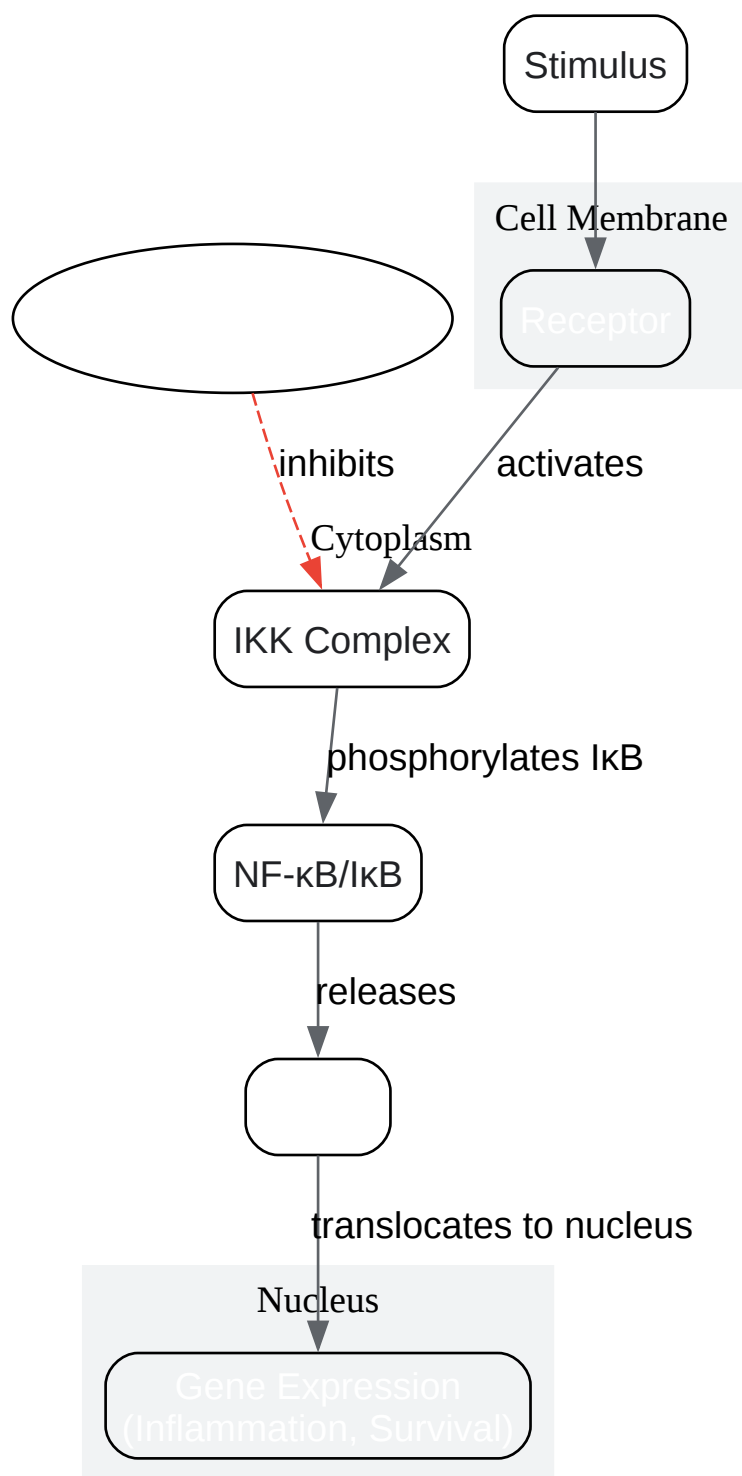 Stimulus
Cell Membrane
Receptor
inhibits
activates
Cytoplasm
IKK Complex
phosphorylates IκB
NF-κB/IκB
releases
translocates to nucleus
Nucleus
Gene Expression
(Inflammation, Survival)